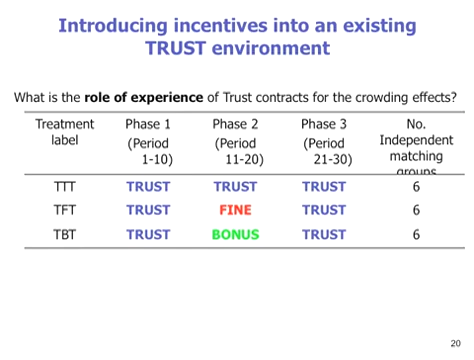 Introducing incentives into an existing
TRUST environment
What is the role of experience of Trust contracts for the crowding effects?
Treatment label Phase 1 (Period 1-10) Phase 2 (Period 11-20) Phase 3 (Period 21-30) No. Independent matching groups
TTT TRUST TRUST TRUST 6
TFT TRUST FINE TRUST 6
TBT TRUST BONUS TRUST 6
20